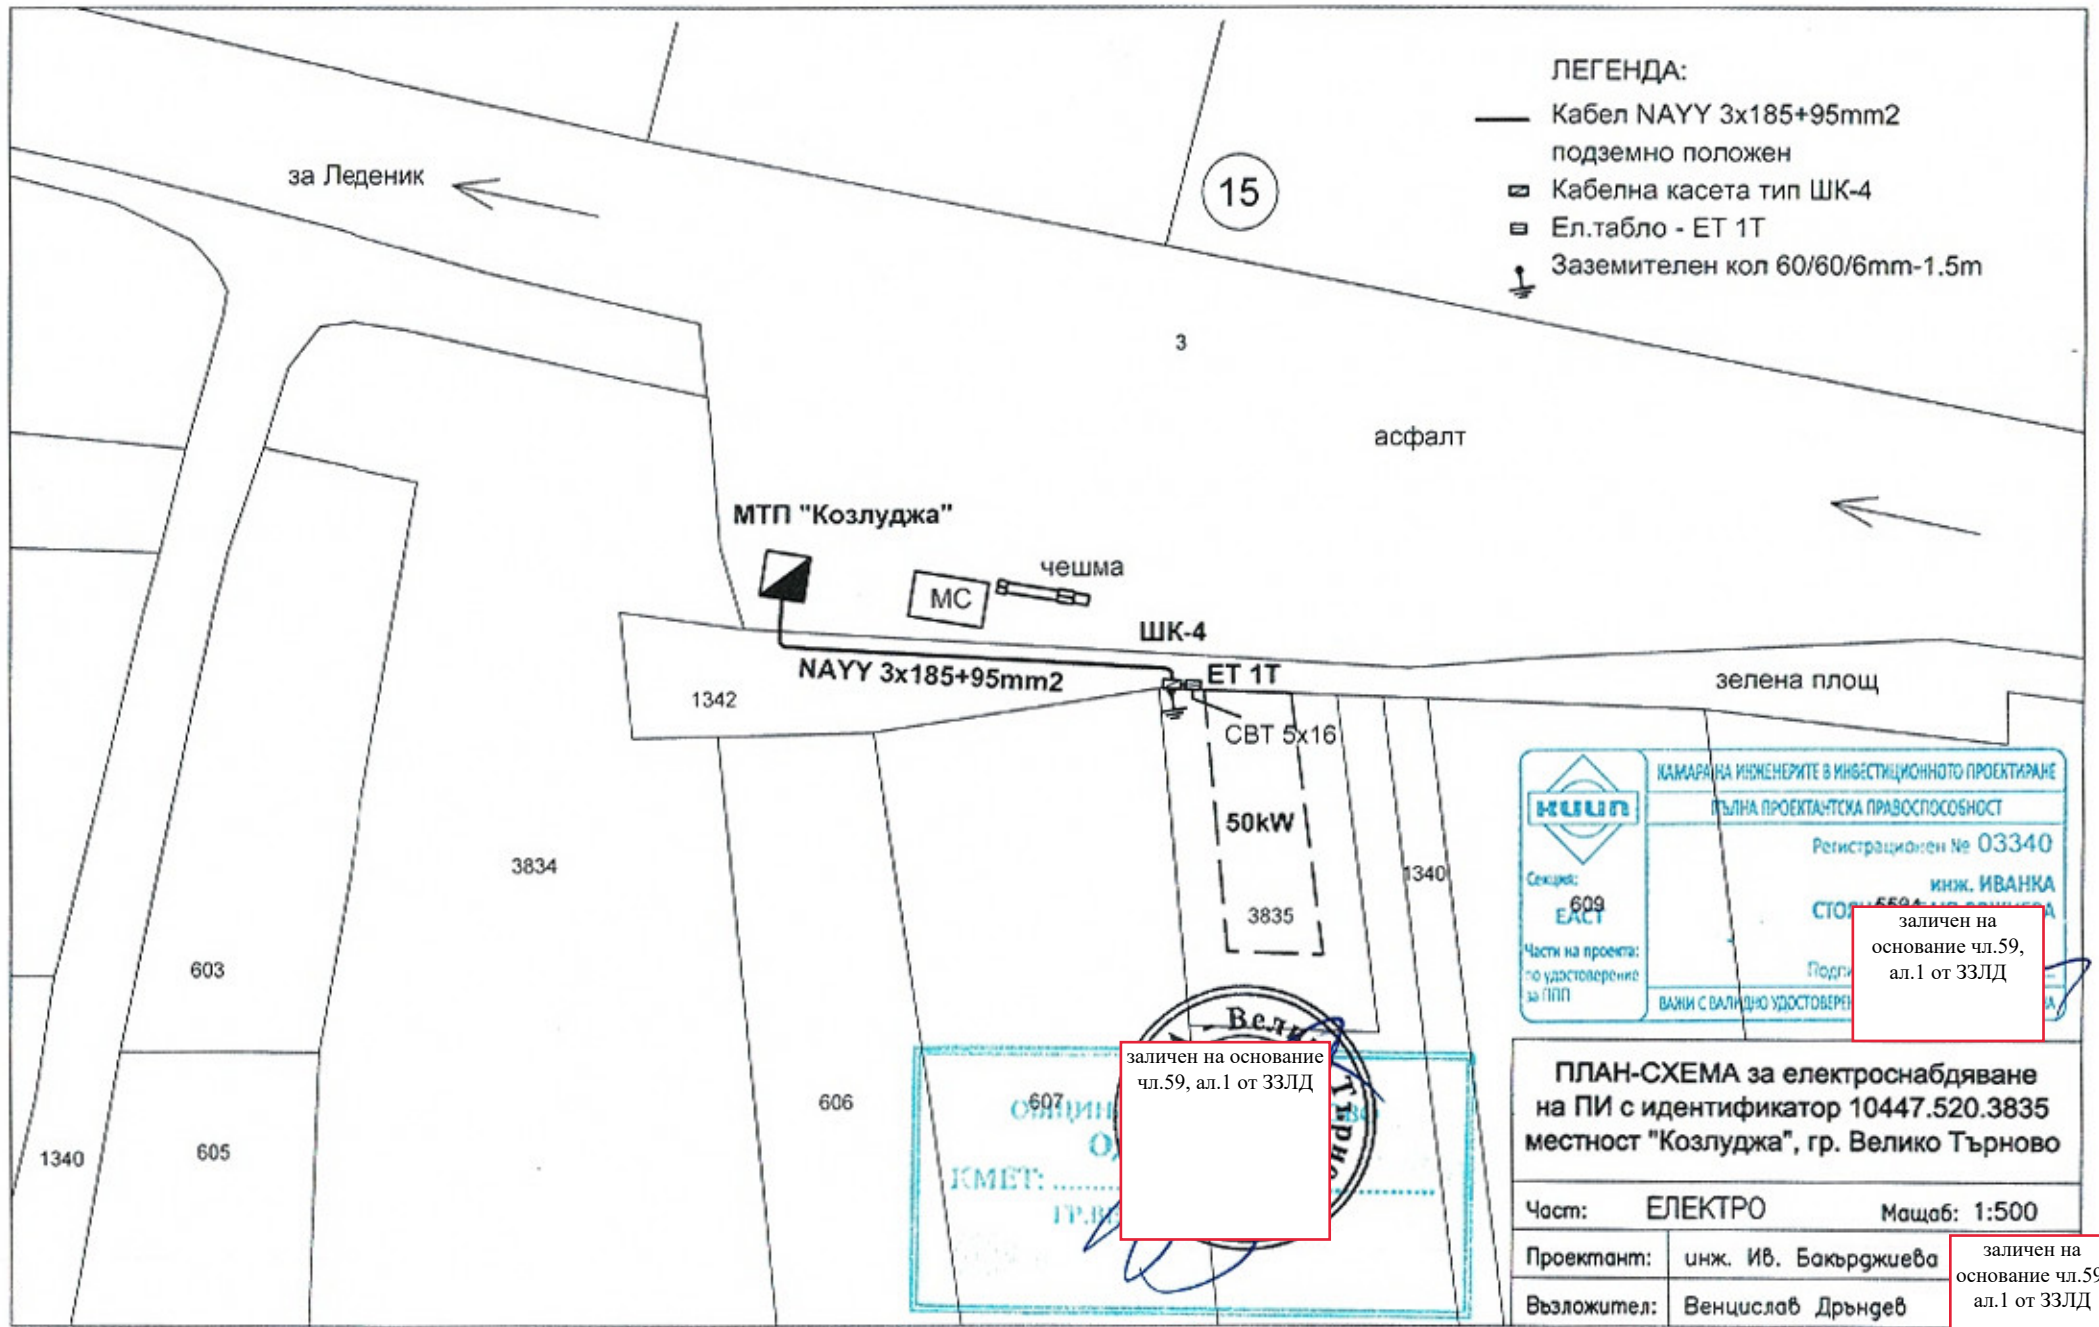 ЛЕГЕНДА:
Кабел NAYY 3x185+95mm2
подземно положен
Кабелна касета тип ШК-4
Ел.табло - ЕТ 1Т
Заземителен кол 60/60/6mm-1.5m
за Леденик
15
3
асфалт
МТП "Козлуджа"
МС
чешма
ШК-4
NAYY 3x185+95mm2
ЕТ 1Т
зелена площ
1342
СВТ 5x16
50kW
3835
3834
1340
603
605
1340
606
607
КАМАРА НА ИНЖЕНЕРИТЕ В ИНВЕСТИЦИОННОТО ПРОЕКТИРАНЕ
КИИП
ПЪЛНА ПРОЕКТАНТСКА ПРАВОСПОСОБНОСТ
Регистрационен № 03340
Секция:
609
ЕАСТ
инж. ИВАНКА
Части на проекта:
по удостоверение
за ППП
заличен на
основание чл.59,
ал.1 от ЗЗЛД
ВАЖИ С ВАЛИДНО
Вели
Търно
заличен на основание
чл.59, ал.1 от ЗЗЛД
КМЕТ:
ПЛАН-СХЕМА за електроснабдяване
на ПИ с идентификатор 10447.520.3835
местност "Козлуджа", гр. Велико Търново
Част: ЕЛЕКТРО Мащаб: 1:500
Проектант: инж. Ив. Бакърджиева
Възложител: Венцислав Дръндев
заличен на
основание чл.59
ал.1 от ЗЗЛД